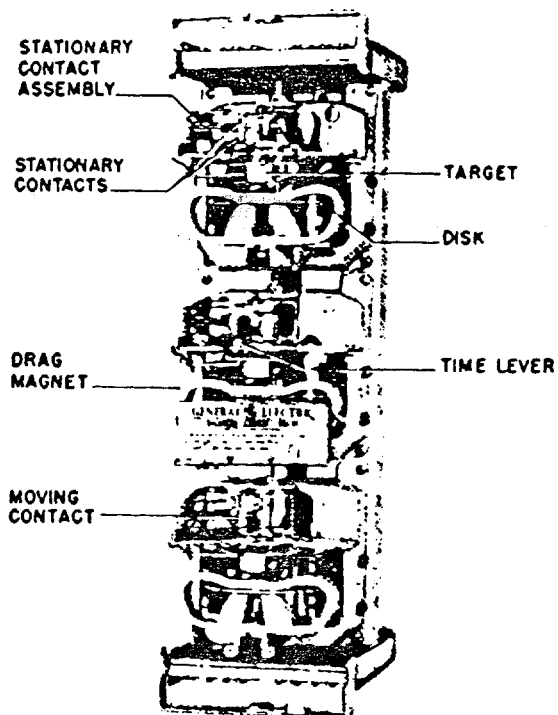 STATIONARY
CONTACT
ASSEMBLY
STATIONARY
CONTACTS
TARGET
DISK
DRAG
MAGNET
TIME LEVER
GENERAL ELECTRIC
MOVING
CONTACT